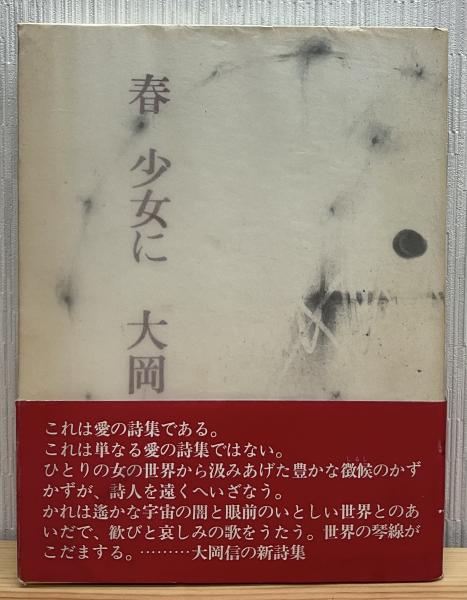 春 少女に 大岡
これは愛の詩集である。
これは単なる愛の詩集ではない。
ひとりの女の世界から汲みあげた豊かな徴候のかず
かずが、詩人を遠くへいざなう。
かれは遙かな宇宙の闇と眼前のいとしい世界とのあ
いだで、歓びと哀しみの歌をうたう。世界の琴線が
こだまする。………大岡信の新詩集